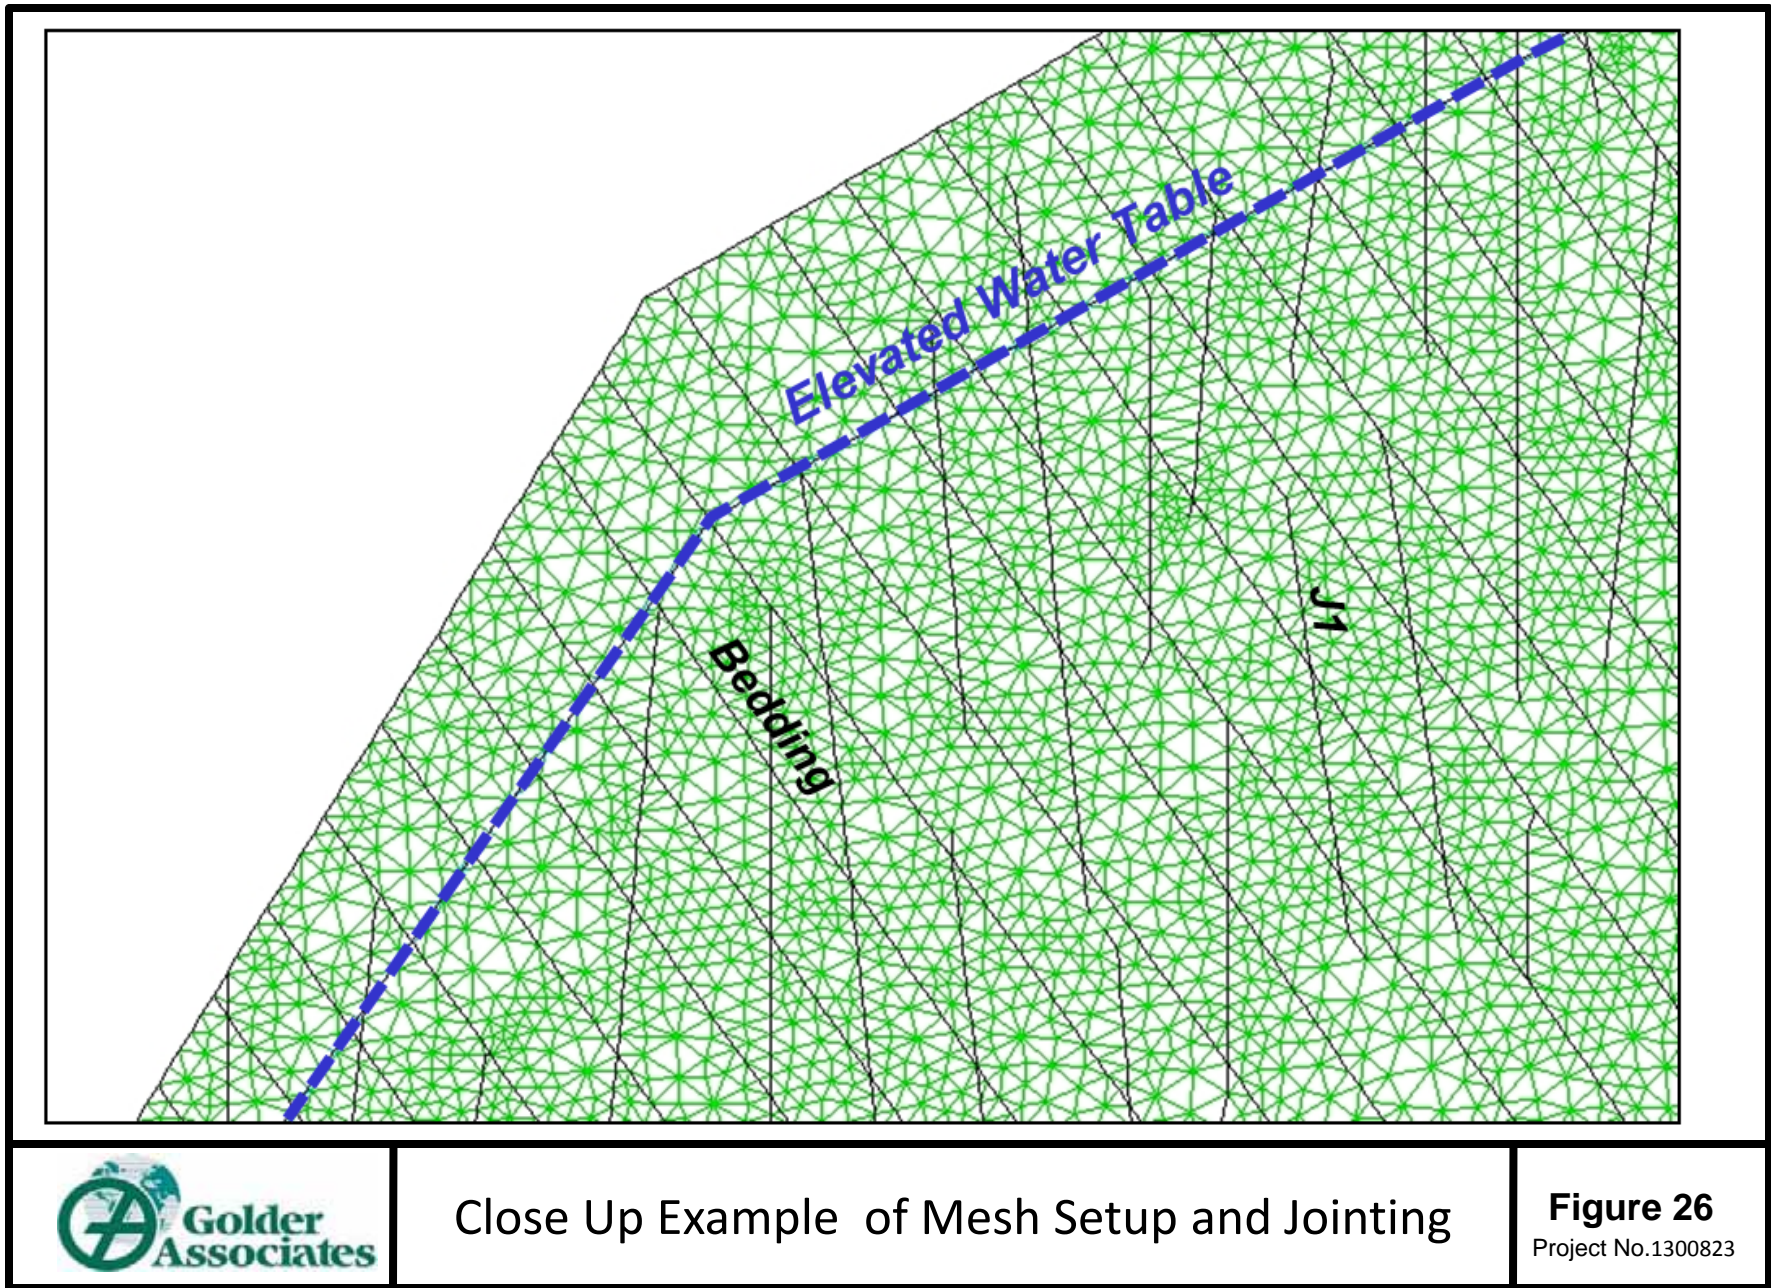 Elevated Water Table
J1
Bedding
Golder
Associates
Close Up Example of Mesh Setup and Jointing
Figure 26
Project No.1300823